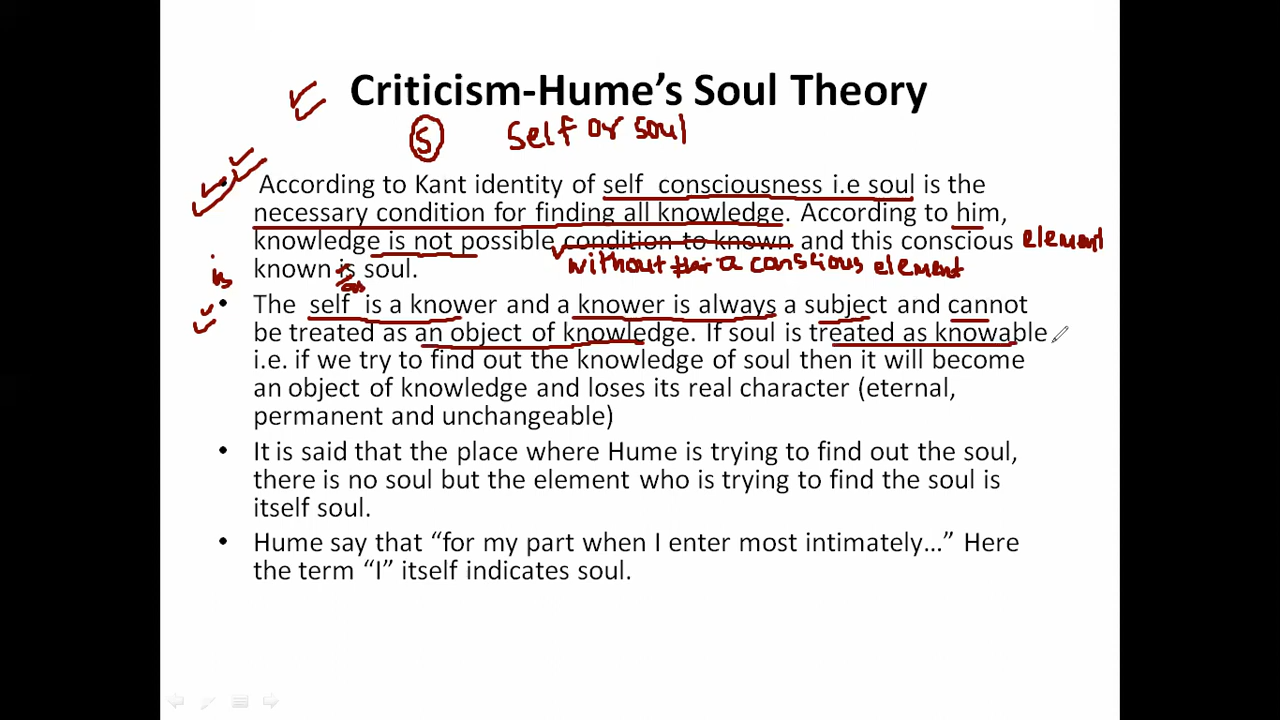 Criticism-Hume's Soul Theory
S Self or soul
According to Kant identity of self consciousness i.e soul is the
necessary condition for finding all knowledge. According to him,
knowledge is not possible condition to known and this conscious element
without a conscious element
is
known is soul.
as
• The self is a knower and a knower is always a subject and cannot
be treated as an object of knowledge. If soul is treated as knowable
i.e. if we try to find out the knowledge of soul then it will become
an object of knowledge and loses its real character (eternal,
permanent and unchangeable)
• It is said that the place where Hume is trying to find out the soul,
there is no soul but the element who is trying to find the soul is
itself soul.
• Hume say that “for my part when I enter most intimately...” Here
the term “I” itself indicates soul.